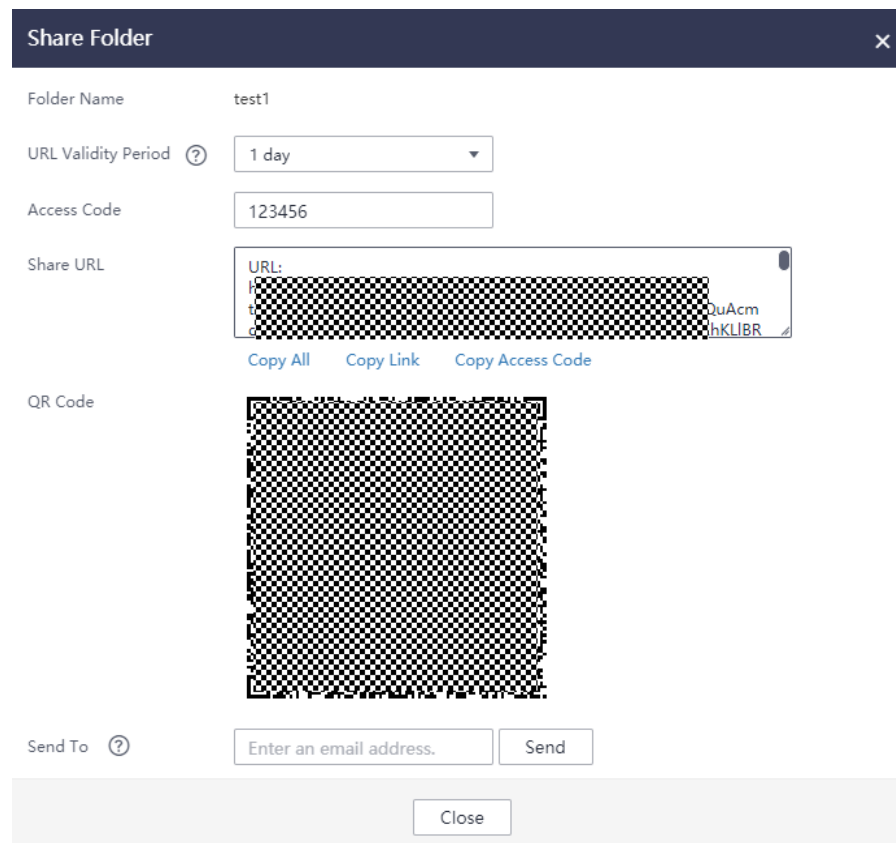 Share Folder
Folder Name test1
URL Validity Period ? 1 day
Access Code 123456
Share URL URL:
QuAcm
hKLlBR
Copy All Copy Link Copy Access Code
QR Code
Send To ? Enter an email address. Send
Close